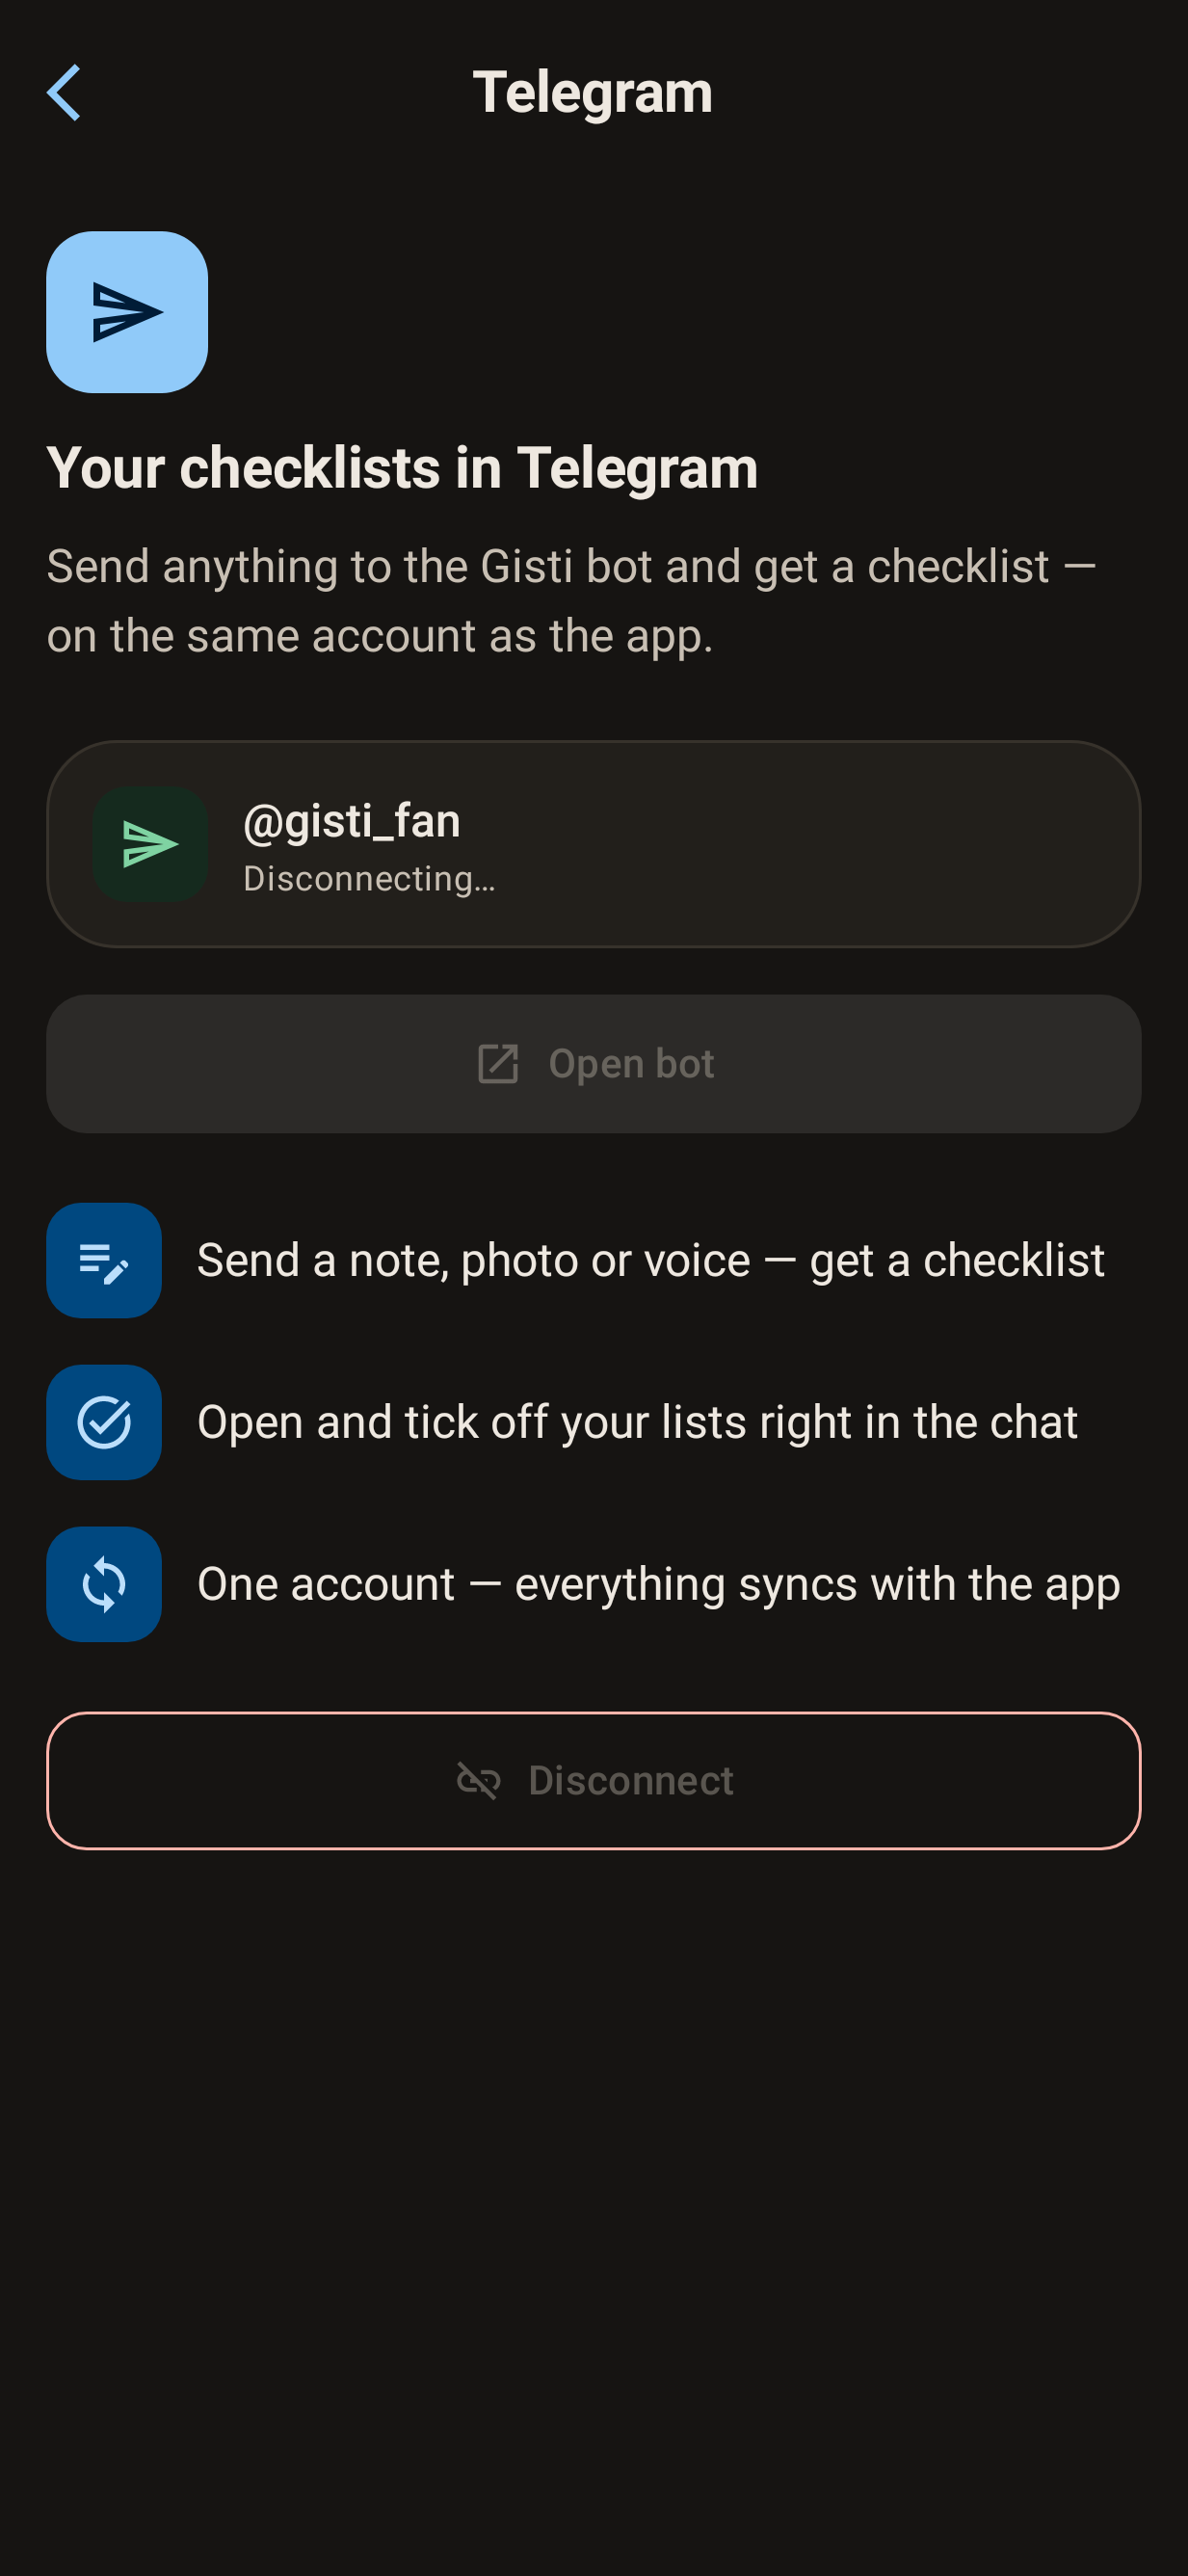 Telegram
Your checklists in Telegram
Send anything to the Gisti bot and get a checklist —
on the same account as the app.
@gisti_fan
Disconnecting…
Open bot
Send a note, photo or voice — get a checklist
Open and tick off your lists right in the chat
One account — everything syncs with the app
Disconnect